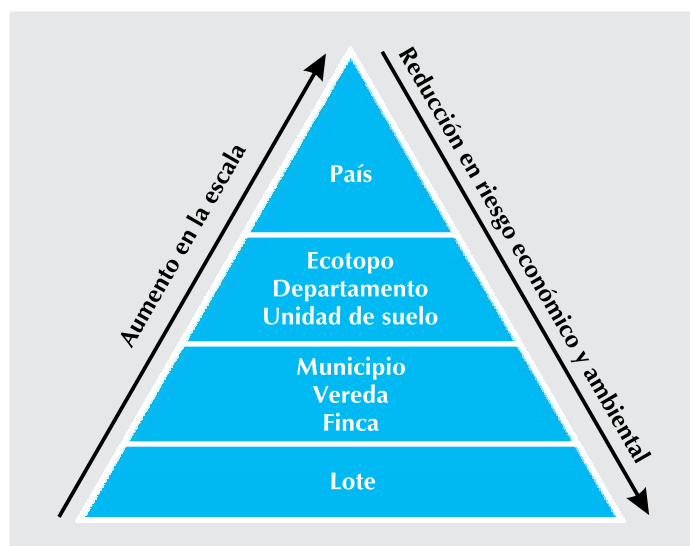 Aumento en la escala
Reducción en riesgo económico y ambiental
País
Ecotopo
Departamento
Unidad de suelo
Municipio
Vereda
Finca
Lote